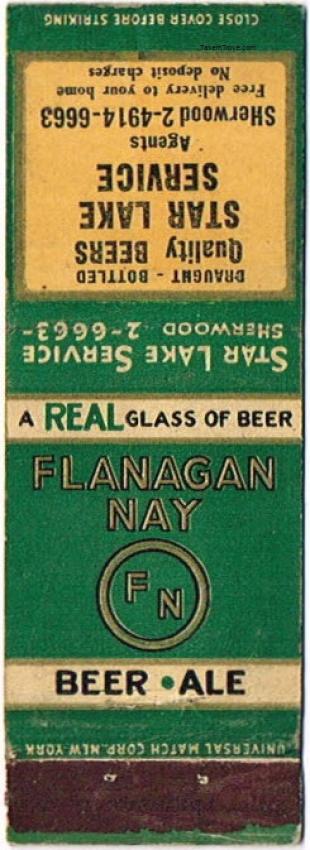 CLOSE COVER BEFORE STRIKING
TavernTrove.com
DRAUGHT - BOTTLED
Quality BEERS
STAR LAKE
SERVICE
Agents
SHerwood 2-4914-6663
Free delivery to your home
No deposit charges
STAR LAKE SERVICE
SHERWOOD 2-6663-
A REAL GLASS OF BEER
FLANAGAN
NAY
FN
BEER • ALE
UNIVERSAL MATCH CORP. NEW YORK